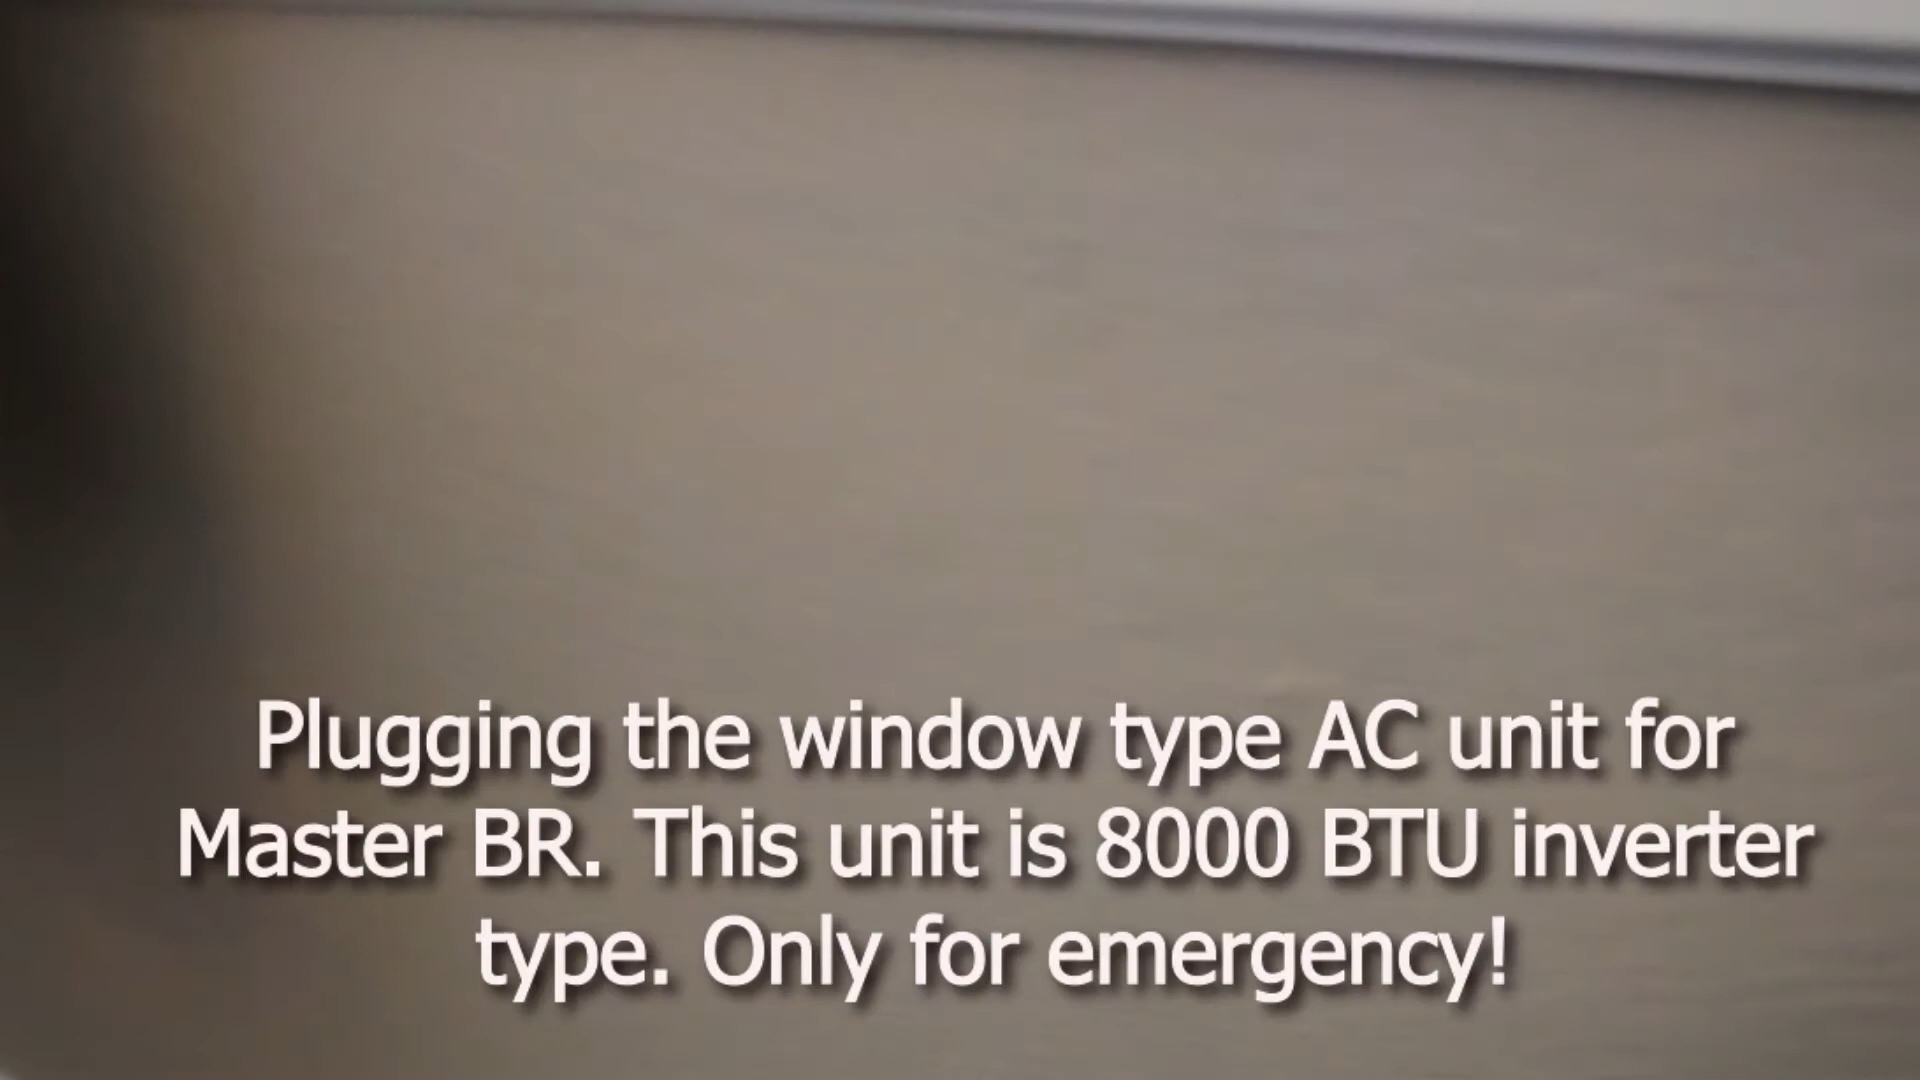 Plugging the window type AC unit for
Master BR. This unit is 8000 BTU inverter
type. Only for emergency!